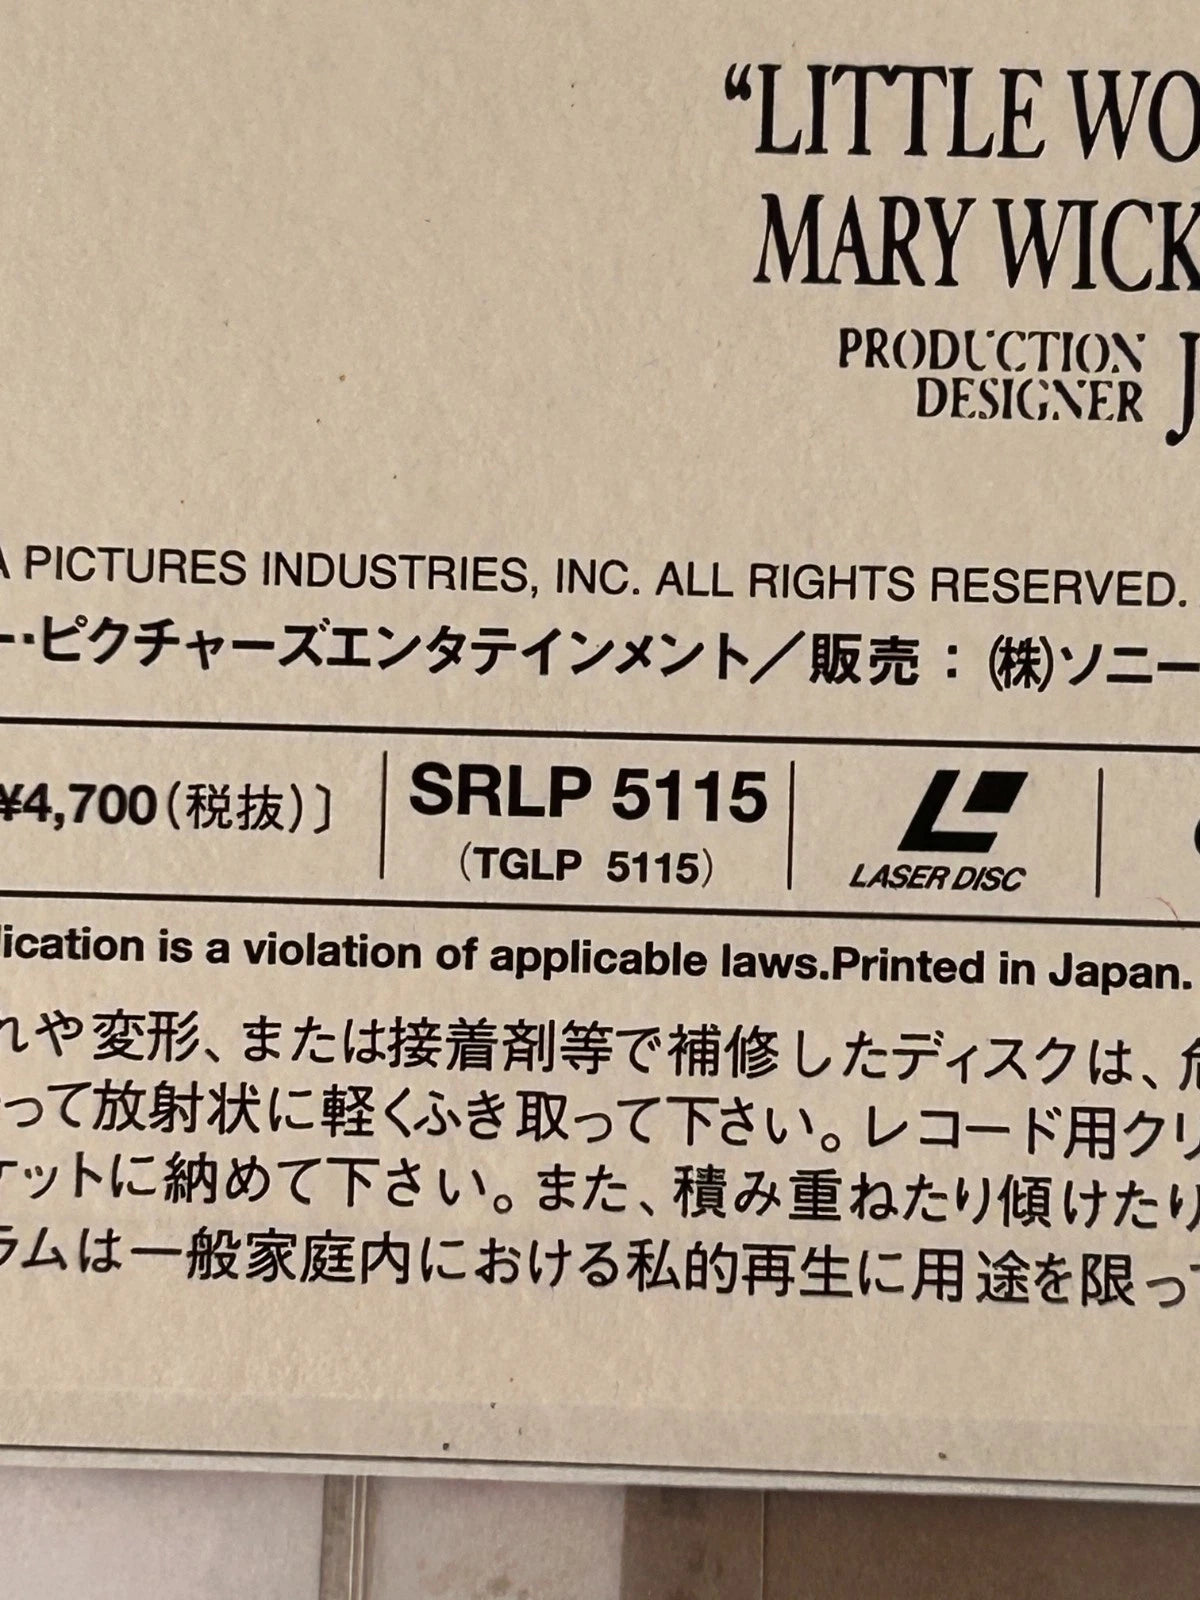 “LITTLE WO
MARY WICK
PRODUCTION
DESIGNER J
A PICTURES INDUSTRIES, INC. ALL RIGHTS RESERVED.
ー・ピクチャーズエンタテインメント／販売：(株)ソニー
¥4,700(税抜)〕
SRLP 5115
(TGLP 5115)
LASER DISC
lication is a violation of applicable laws.Printed in Japan.
れや変形、または接着剤等で補修したディスクは、危
って放射状に軽くふき取って下さい。レコード用クリ
ケットに納めて下さい。また、積み重ねたり傾けたり
ラムは一般家庭内における私的再生に用途を限って